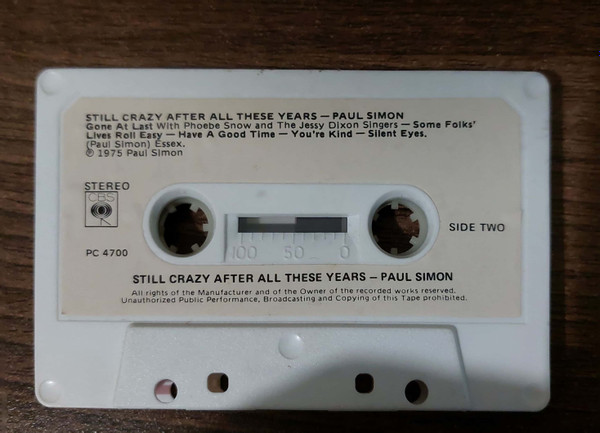 STILL CRAZY AFTER ALL THESE YEARS — PAUL SIMON
Gone At Last With Phoebe Snow and The Jessy Dixon Singers — Some Folks'
Lives Roll Easy — Have A Good Time — You're Kind — Silent Eyes.
(Paul Simon) Essex.
℗ 1975 Paul Simon
STEREO
CBS
100 50 0
SIDE TWO
PC 4700
STILL CRAZY AFTER ALL THESE YEARS — PAUL SIMON
All rights of the Manufacturer and of the Owner of the recorded works reserved.
Unauthorized Public Performance, Broadcasting and Copying of this Tape prohibited.